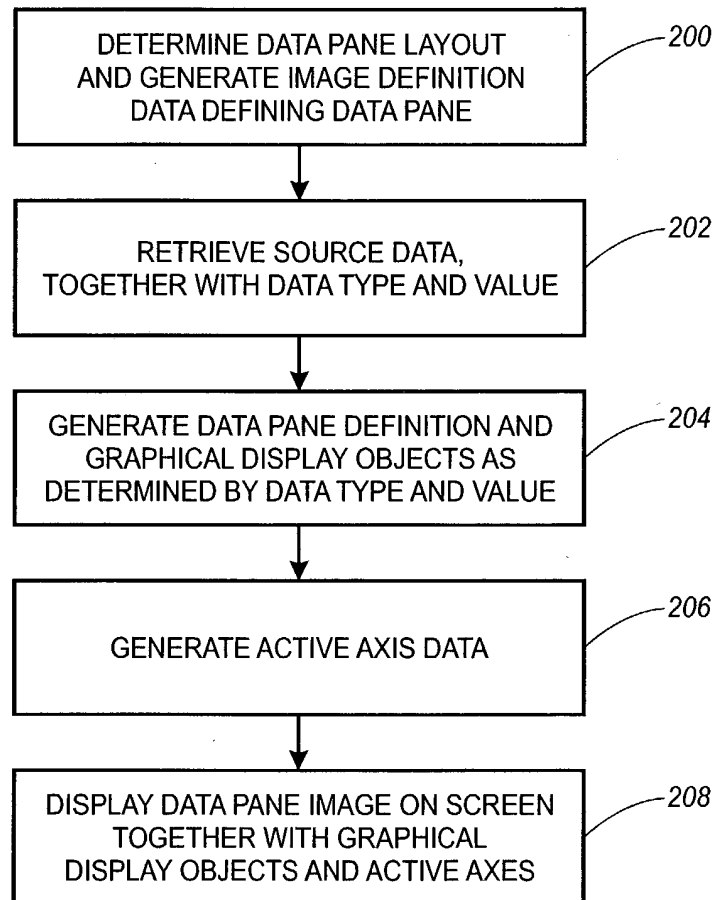 DETERMINE DATA PANE LAYOUT
AND GENERATE IMAGE DEFINITION
DATA DEFINING DATA PANE
200
RETRIEVE SOURCE DATA,
TOGETHER WITH DATA TYPE AND VALUE
202
GENERATE DATA PANE DEFINITION AND
GRAPHICAL DISPLAY OBJECTS AS
DETERMINED BY DATA TYPE AND VALUE
204
GENERATE ACTIVE AXIS DATA
206
DISPLAY DATA PANE IMAGE ON SCREEN
TOGETHER WITH GRAPHICAL
DISPLAY OBJECTS AND ACTIVE AXES
208